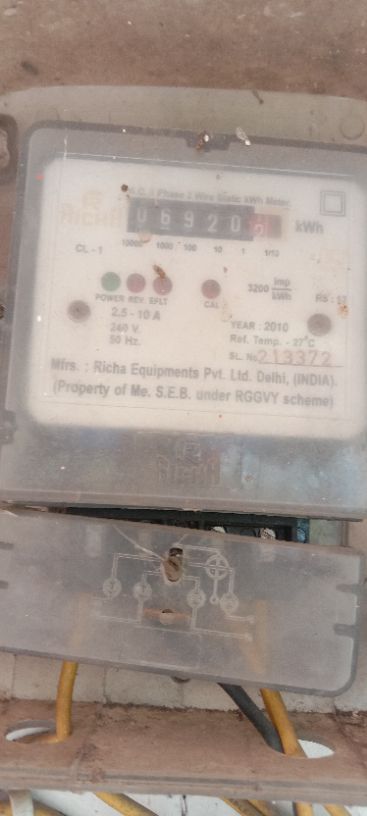 A.C. 1 Phase 2 Wire Static kWh Meter
RICHA
06920 kWh
CL - 1
10000 1000 100 10 1 1/10
POWER REV. EFLT CAL
3200 imp/kWh
2.5 - 10 A
240 V.
50 Hz.
YEAR : 2010
Ref. Temp. - 27°C
SL. No 213372
Mfrs. : Richa Equipments Pvt. Ltd. Delhi, (INDIA).
(Property of Me. S.E.B. under RGGVY scheme)
RICHA